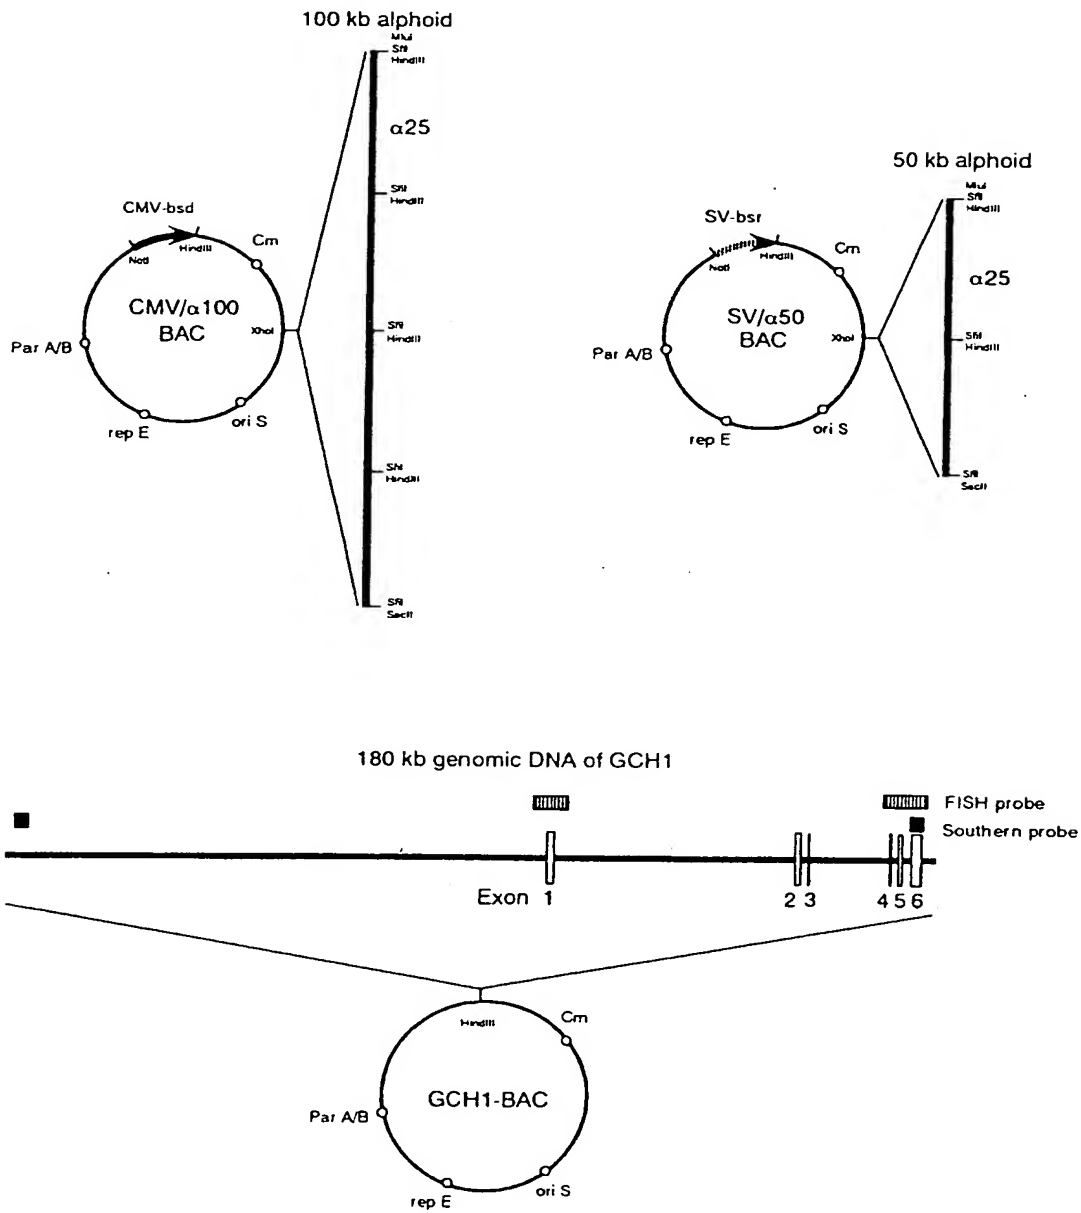 100 kb alphoid
MluI
SfiI
HindIII
α25
SfiI
HindIII
SfiI
HindIII
SfiI
HindIII
SfiI
SacII
CMV-bsd
NotI
HindIII
Cm
CMV/α100
BAC
XhoI
Par A/B
rep E
ori S
50 kb alphoid
MluI
SfiI
HindIII
α25
SfiI
HindIII
SfiI
SacII
SV-bsr
NotI
HindIII
Cm
SV/α50
BAC
XhoI
Par A/B
rep E
ori S
180 kb genomic DNA of GCH1
FISH probe
Southern probe
Exon 1 2 3 4 5 6
HindIII
Cm
GCH1-BAC
Par A/B
rep E
ori S